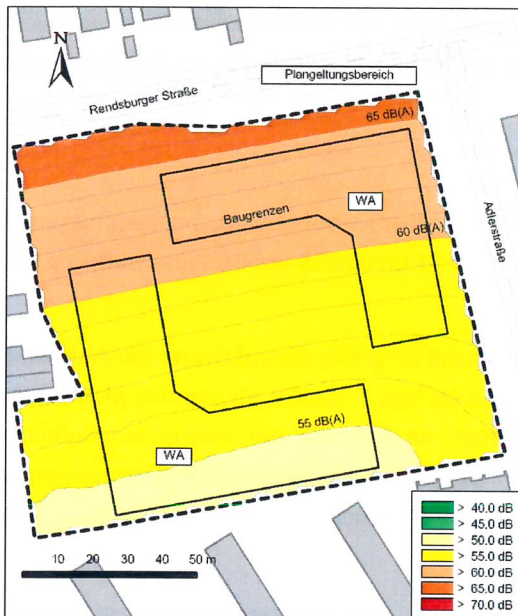 N
Plangeltungsbereich
Rendsburger Straße
65 dB(A)
WA
Baugrenzen
Adlerstraße
60 dB(A)
55 dB(A)
WA
10 20 30 40 50 m
> 40.0 dB
> 45.0 dB
> 50.0 dB
> 55.0 dB
> 60.0 dB
> 65.0 dB
> 70.0 dB